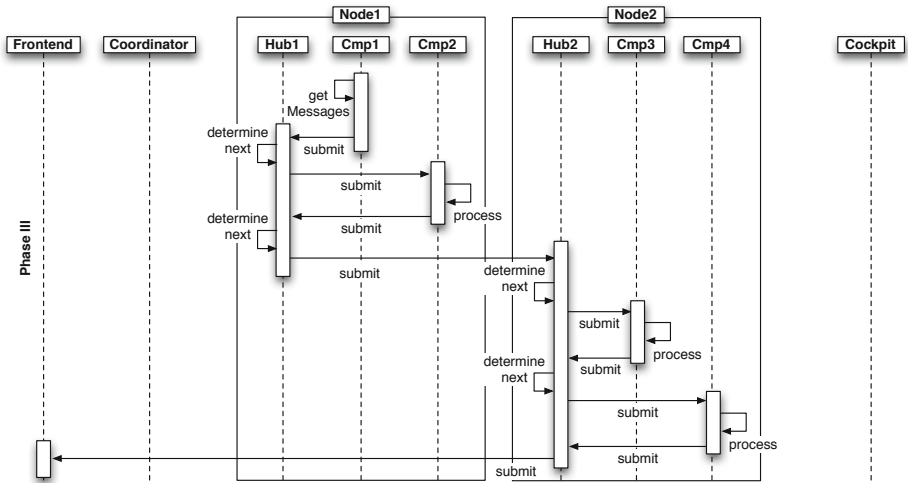 Node1
Node2
Frontend
Coordinator
Hub1
Cmp1
Cmp2
Hub2
Cmp3
Cmp4
Cockpit
get
Messages
determine
next
submit
submit
process
submit
determine
next
submit
Phase III
determine
next
submit
process
submit
determine
next
submit
process
submit
submit